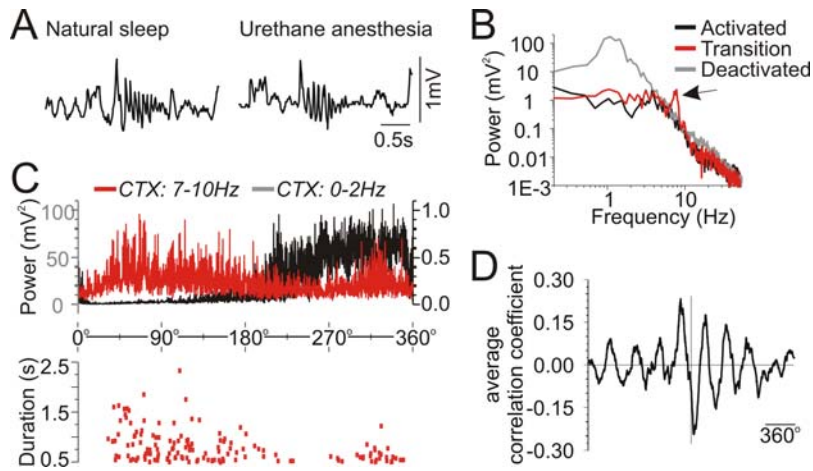 A
Natural sleep
Urethane anesthesia
1mV
0.5s
B
Power (mV²)
100
10
1
0.1
0.01
1E-3
Activated
Transition
Deactivated
1
10
Frequency (Hz)
C
CTX: 7-10Hz
CTX: 0-2Hz
Power (mV²)
100
50
0
1.0
0.5
0.0
0° 90° 180° 270° 360°
Duration (s)
2.5
1.5
0.5
D
average
correlation coefficient
0.30
0.15
0.00
-0.15
-0.30
360°